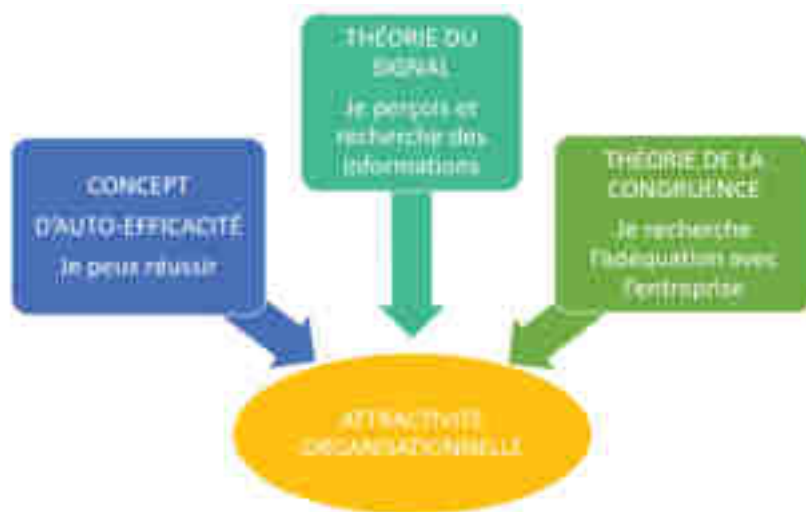 CONCEPT
D'AUTO-EFFICACITÉ
Je peux réussir
THÉORIE DU
SIGNAL
Je perçois et
recherche des
informations
THÉORIE DE LA
CONGRUENCE
Je recherche
l'adéquation avec
l'entreprise
ATTRACTIVITÉ
ORGANISATIONNELLE